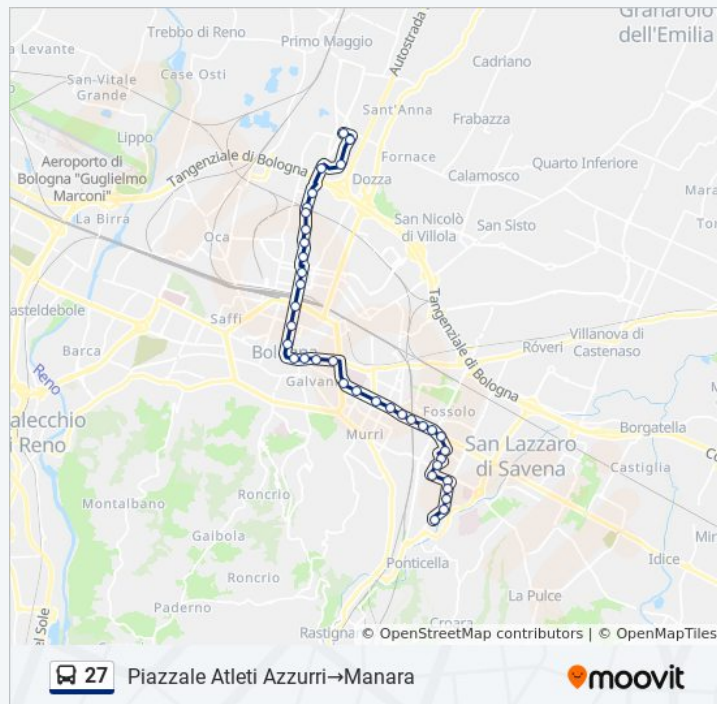 Granarolo
dell'Emilia
Trebbo di Reno
Primo Maggio
Autostrada
a Levante
Case Osti
Cadriano
San-Vitale
Grande
Sant'Anna
Lippo
Frabazza
Aeroporto di
Bologna "Guglielmo
Marconi"
Tangenziale di Bologna
Fornace
Quarto Inferiore
Dozza
Calamosco
La Birra
San Nicolò
di Villola
San Sisto
Oca
Casteldebole
Saffi
Tangenziale di Bologna
Villanova di
Castenaso
Barca
Bologna
Róveri
Reno
Galvani
Fossolo
Borgatella
alecchio
i Reno
Murri
San Lazzaro
di Savena
Castiglia
Roncrio
Montalbano
Gaibola
Idice
Ponticella
Roncrio
La Pulce
Paderno
el Sole
Rastigna
Croara
© OpenStreetMap contributors | © OpenMapTiles
27 Piazzale Atleti Azzurri→Manara
moovit